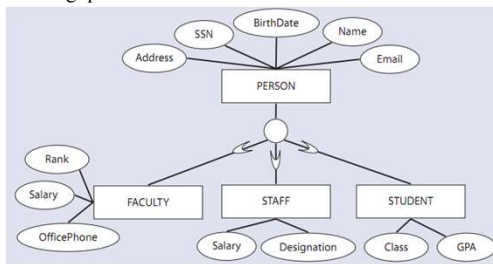 BirthDate
SSN
Name
Address
Email
PERSON
Rank
Salary
FACULTY
STAFF
STUDENT
OfficePhone
Salary
Designation
Class
GPA